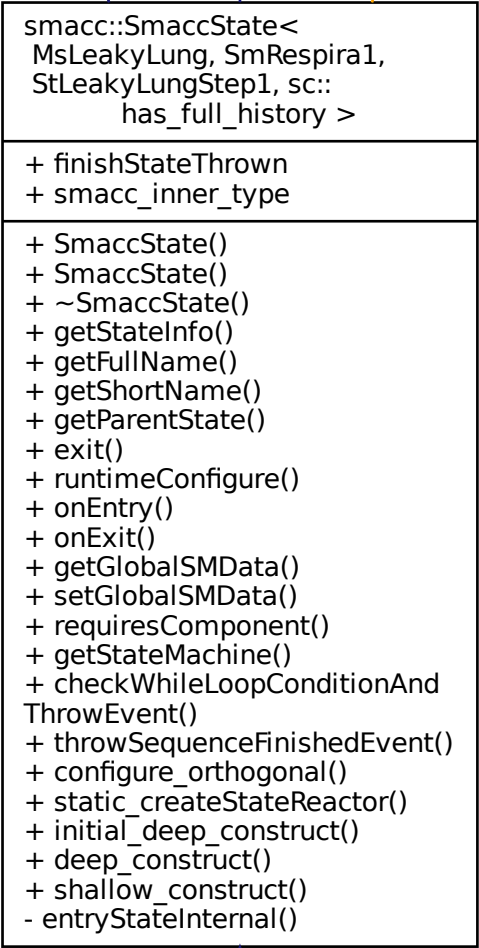 smacc::SmaccState<
MsLeakyLung, SmRespira1,
StLeakyLungStep1, sc::
has_full_history >
+ finishStateThrown
+ smacc_inner_type
+ SmaccState()
+ SmaccState()
+ ~SmaccState()
+ getStateInfo()
+ getFullName()
+ getShortName()
+ getParentState()
+ exit()
+ runtimeConfigure()
+ onEntry()
+ onExit()
+ getGlobalSMData()
+ setGlobalSMData()
+ requiresComponent()
+ getStateMachine()
+ checkWhileLoopConditionAnd
ThrowEvent()
+ throwSequenceFinishedEvent()
+ configure_orthogonal()
+ static_createStateReactor()
+ initial_deep_construct()
+ deep_construct()
+ shallow_construct()
- entryStateInternal()